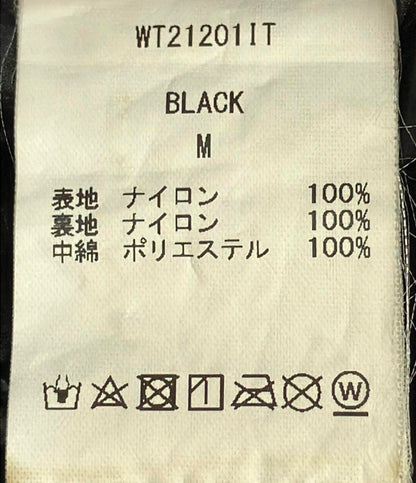 WT21201IT
BLACK
M
表地 ナイロン 100%
裏地 ナイロン 100%
中綿 ポリエステル 100%
W